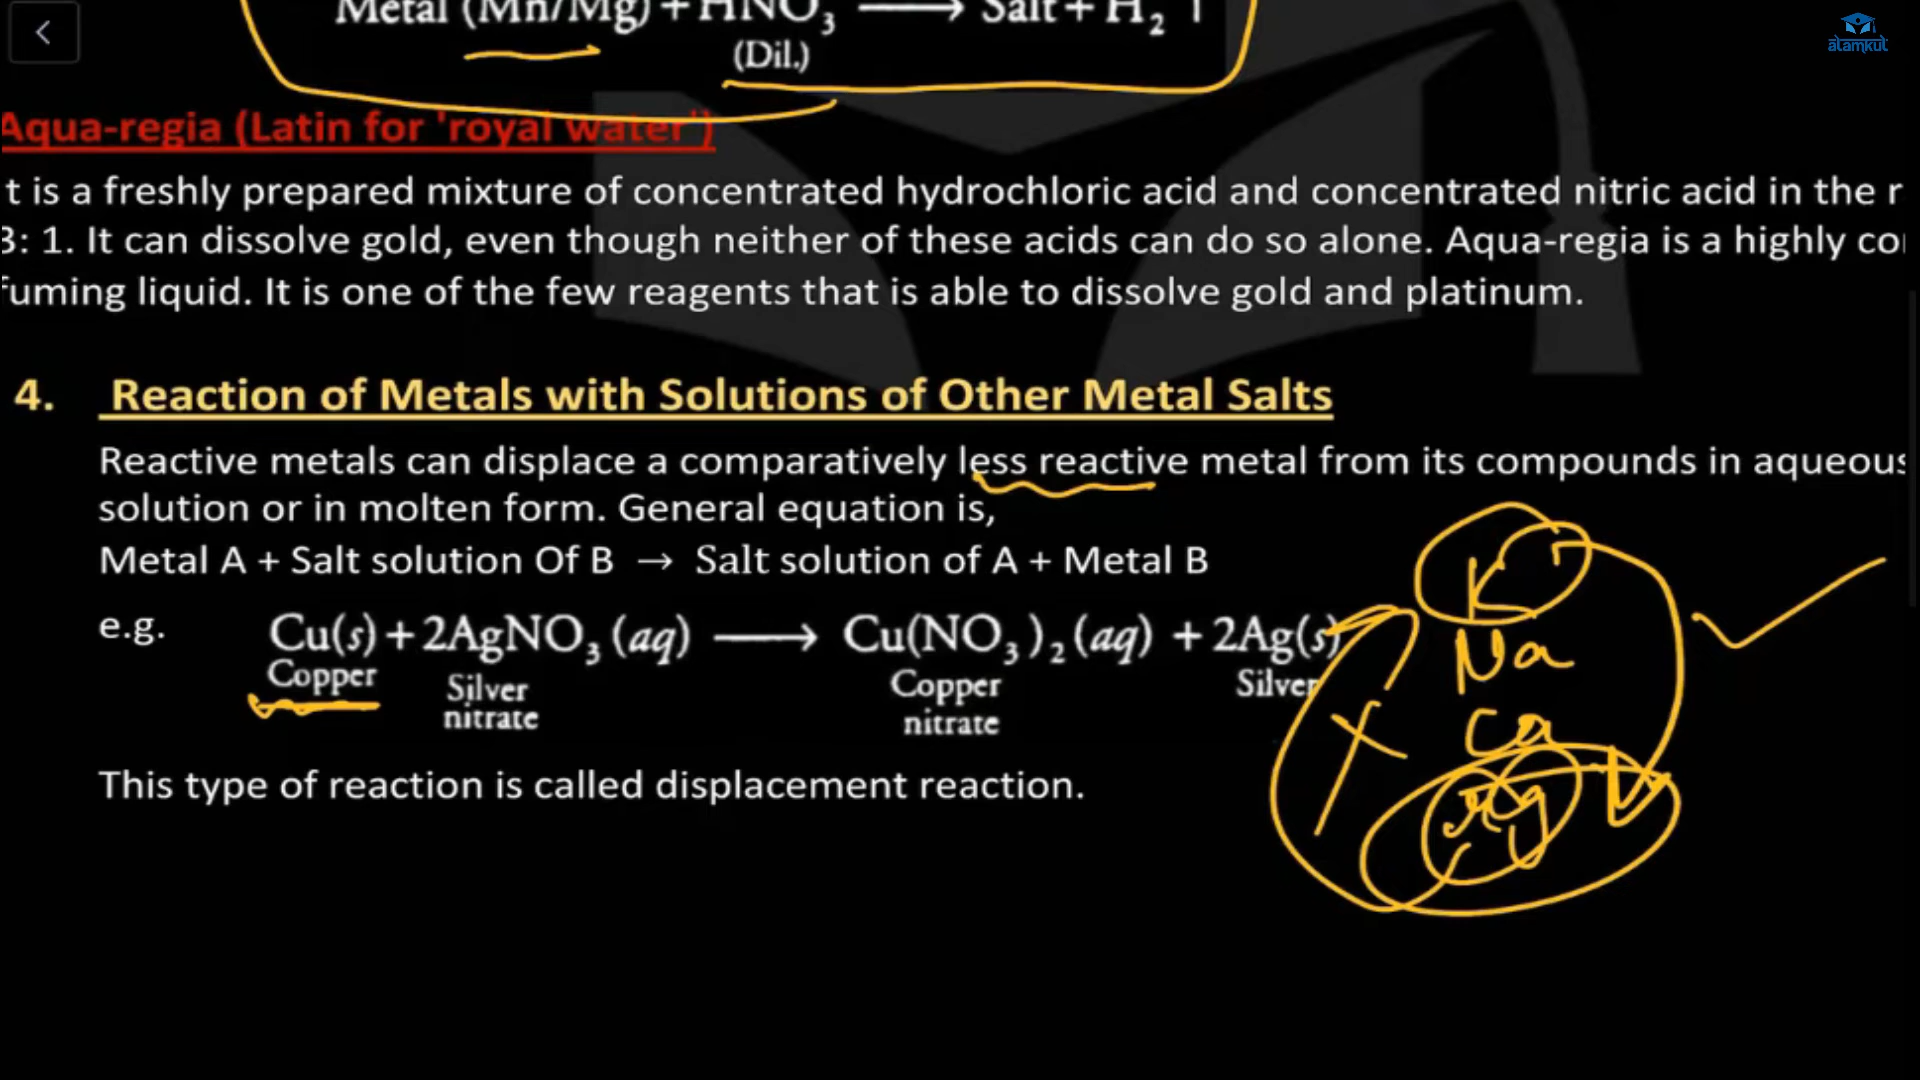 Metal (Mn/Mg) + HNO₃ ⟶ Salt + H₂ ↑
(Dil.)
alamkut
Aqua-regia (Latin for 'royal water')
t is a freshly prepared mixture of concentrated hydrochloric acid and concentrated nitric acid in the r
3: 1. It can dissolve gold, even though neither of these acids can do so alone. Aqua-regia is a highly co
fuming liquid. It is one of the few reagents that is able to dissolve gold and platinum.
4. Reaction of Metals with Solutions of Other Metal Salts
Reactive metals can displace a comparatively less reactive metal from its compounds in aqueous
solution or in molten form. General equation is,
Metal A + Salt solution Of B → Salt solution of A + Metal B
e.g. Cu(s) + 2AgNO₃ (aq) ⟶ Cu(NO₃)₂ (aq) + 2Ag(s)
Copper Silver nitrate Copper nitrate Silver
This type of reaction is called displacement reaction.
K
Na
Ca
Mg